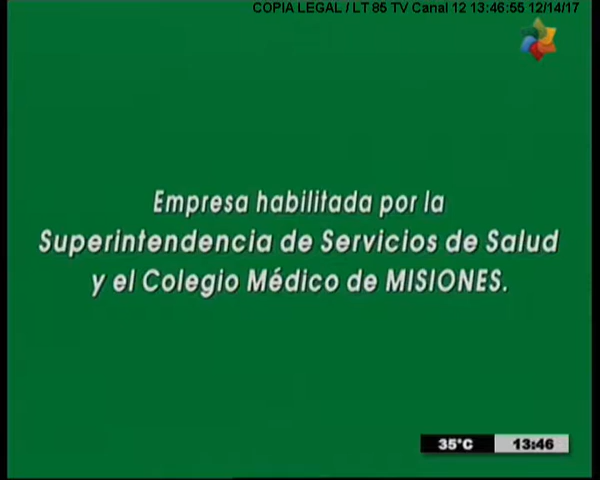 COPIA LEGAL / LT 85 TV Canal 12 13:46:55 12/14/17
Empresa habilitada por la
Superintendencia de Servicios de Salud
y el Colegio Médico de MISIONES.
35°C 13:46